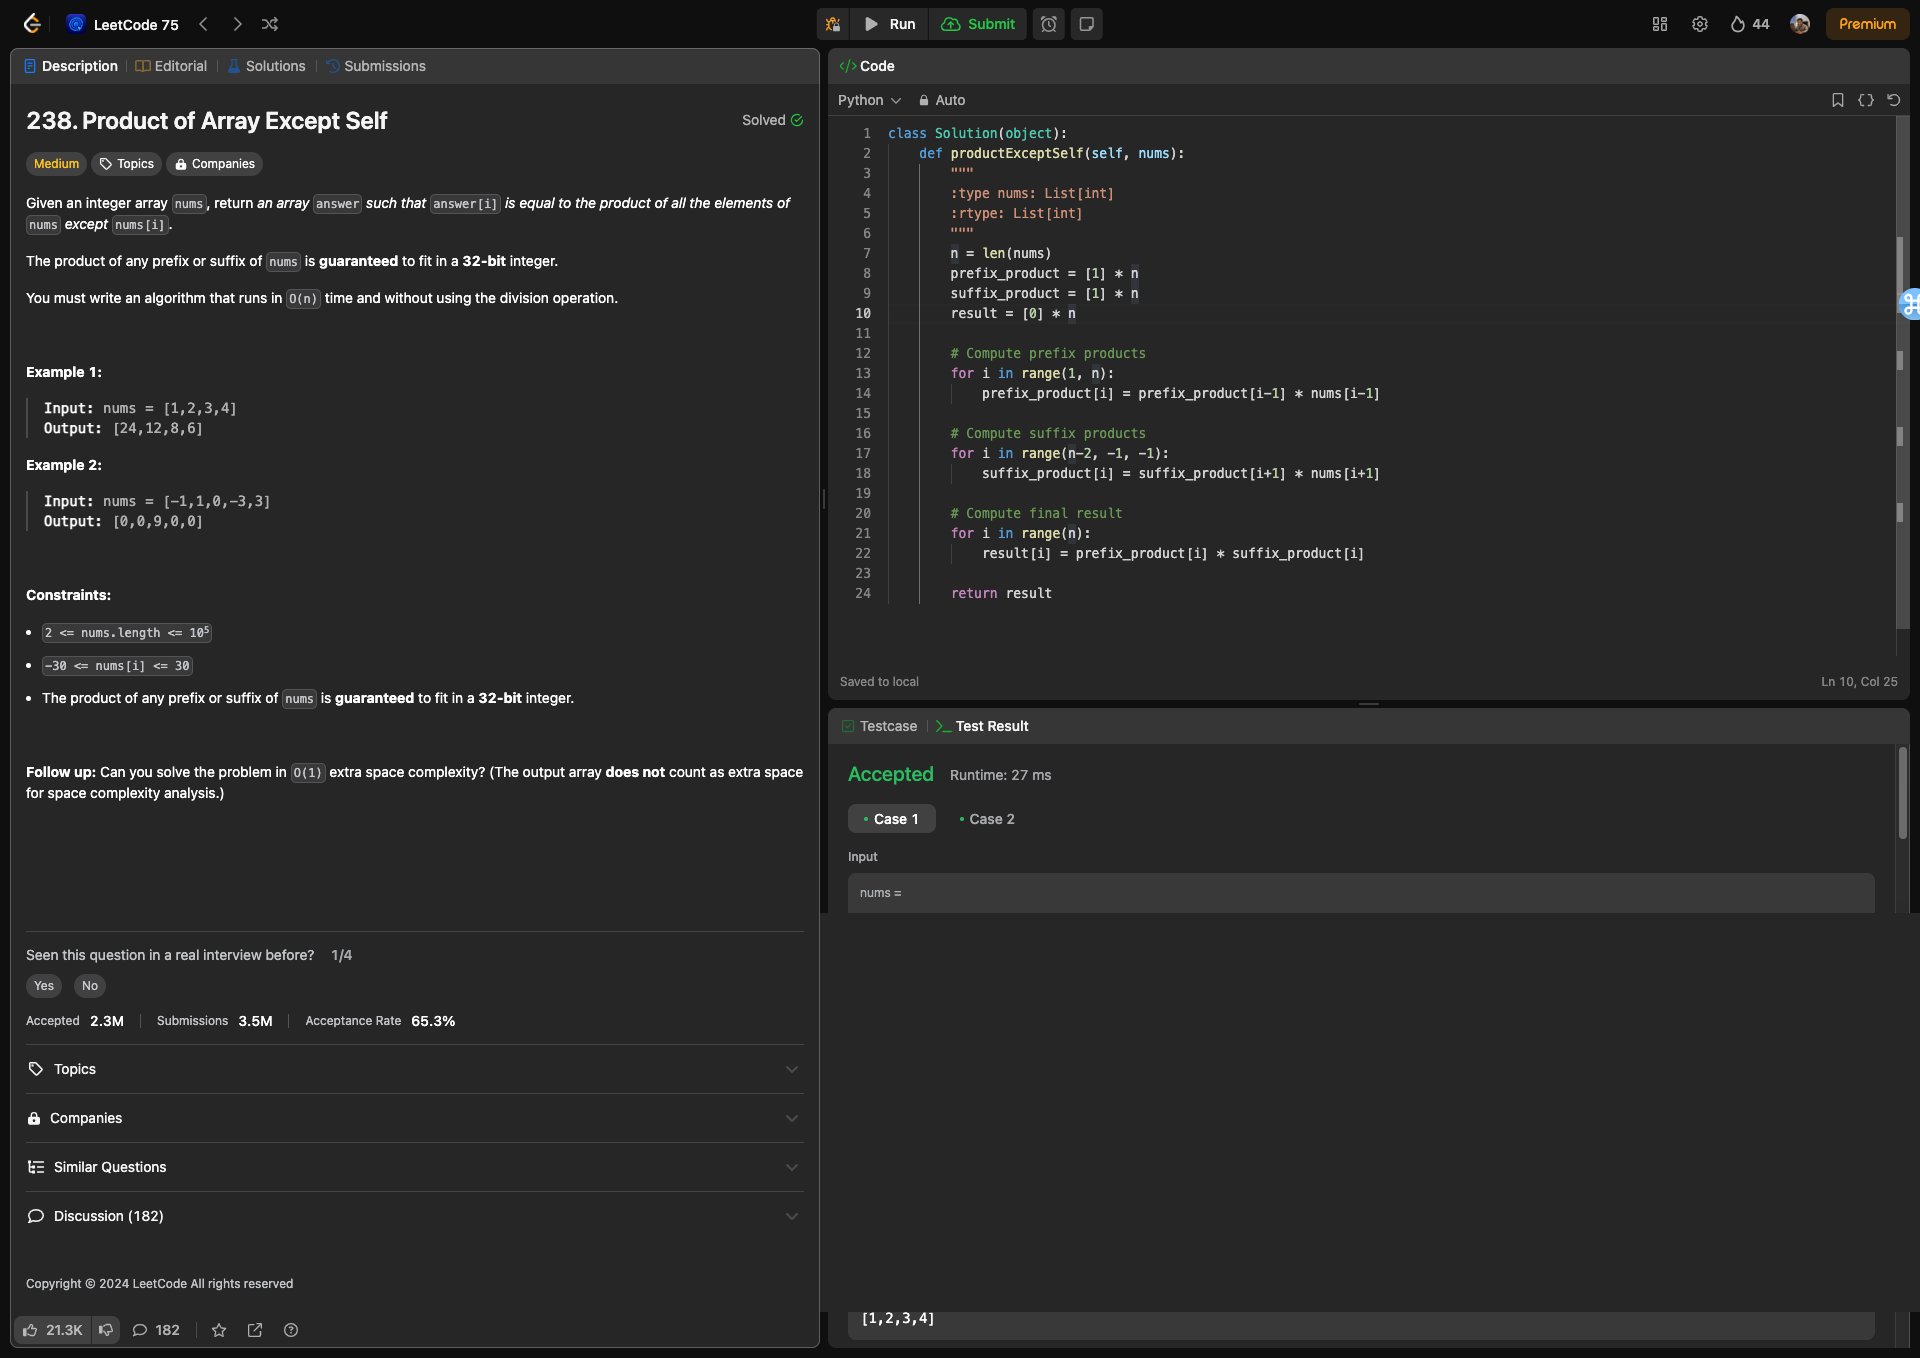 LeetCode 75
Run
Submit
44
Premium
Description
Editorial
Solutions
Submissions
238. Product of Array Except Self
Solved
Medium
Topics
Companies
Given an integer array nums, return an array answer such that answer[i] is equal to the product of all the elements of
nums except nums[i].
The product of any prefix or suffix of nums is guaranteed to fit in a 32-bit integer.
You must write an algorithm that runs in O(n) time and without using the division operation.
Example 1:
Input: nums = [1,2,3,4]
Output: [24,12,8,6]
Example 2:
Input: nums = [-1,1,0,-3,3]
Output: [0,0,9,0,0]
Constraints:
• 2 <= nums.length <= 10⁵
• -30 <= nums[i] <= 30
• The product of any prefix or suffix of nums is guaranteed to fit in a 32-bit integer.
Follow up: Can you solve the problem in O(1) extra space complexity? (The output array does not count as extra space
for space complexity analysis.)
Seen this question in a real interview before? 1/4
Yes
No
Accepted 2.3M
Submissions 3.5M
Acceptance Rate 65.3%
Topics
Companies
Similar Questions
Discussion (182)
Copyright © 2024 LeetCode All rights reserved
21.3K
182
</> Code
Python
Auto
1 class Solution(object):
2 def productExceptSelf(self, nums):
3 """
4 :type nums: List[int]
5 :rtype: List[int]
6 """
7 n = len(nums)
8 prefix_product = [1] * n
9 suffix_product = [1] * n
10 result = [0] * n
11
12 # Compute prefix products
13 for i in range(1, n):
14 prefix_product[i] = prefix_product[i-1] * nums[i-1]
15
16 # Compute suffix products
17 for i in range(n-2, -1, -1):
18 suffix_product[i] = suffix_product[i+1] * nums[i+1]
19
20 # Compute final result
21 for i in range(n):
22 result[i] = prefix_product[i] * suffix_product[i]
23
24 return result
Saved to local
Ln 10, Col 25
Testcase
Test Result
Accepted
Runtime: 27 ms
• Case 1
• Case 2
Input
nums =
[1,2,3,4]